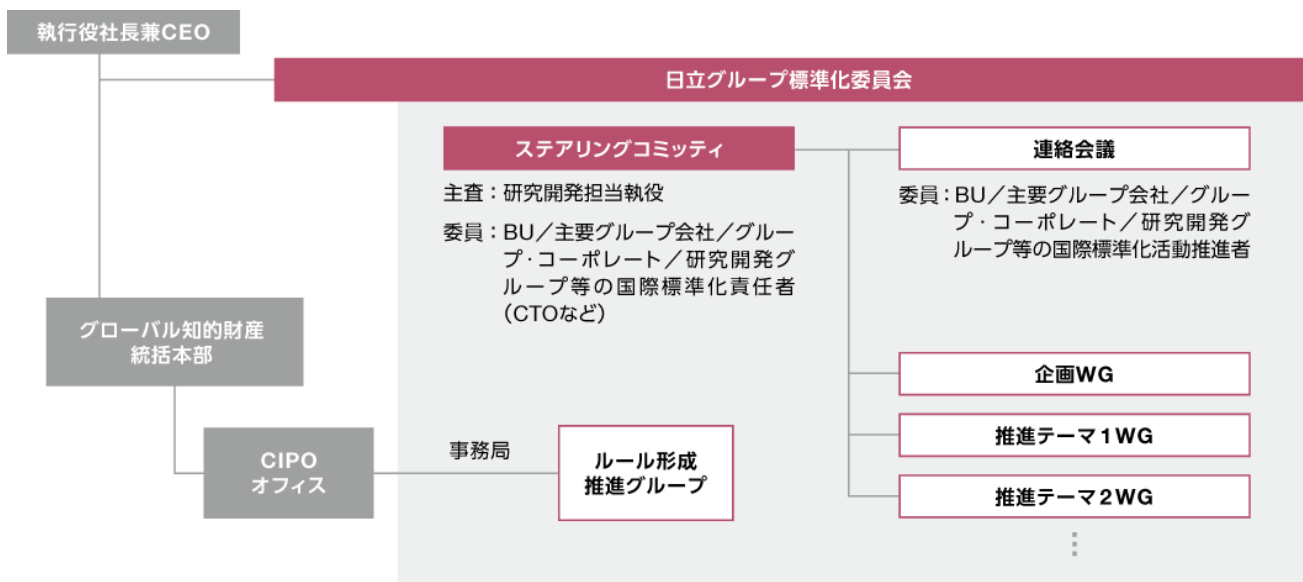 執行役社長兼CEO
日立グループ標準化委員会
ステアリングコミッティ
主査：研究開発担当執役
委員：BU／主要グループ会社／グルー
プ・コーポレート／研究開発グ
ループ等の国際標準化責任者
（CTOなど）
連絡会議
委員：BU／主要グループ会社／グルー
プ・コーポレート／研究開発グ
ループ等の国際標準化活動推進者
グローバル知的財産
統括本部
企画WG
推進テーマ1WG
推進テーマ2WG
CIPO
オフィス
事務局
ルール形成
推進グループ